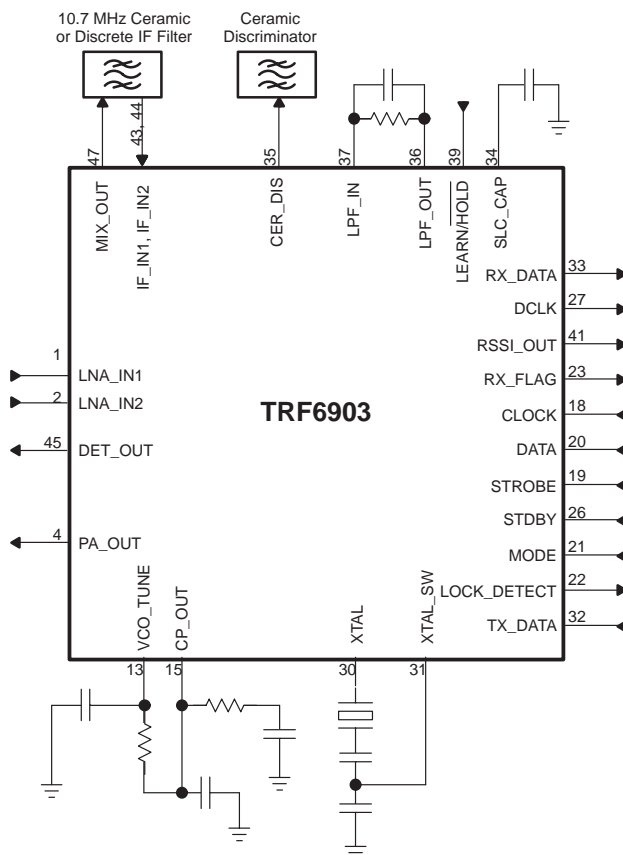 10.7 MHz Ceramic
or Discrete IF Filter
Ceramic
Discriminator
47
43, 44
35
37
36
39
34
MIX_OUT
IF_IN1, IF_IN2
CER_DIS
LPF_IN
LPF_OUT
LEARN/HOLD
SLC_CAP
RX_DATA 33
DCLK 27
RSSI_OUT 41
RX_FLAG 23
CLOCK 18
DATA 20
STROBE 19
STDBY 26
MODE 21
LOCK_DETECT 22
TX_DATA 32
1 LNA_IN1
2 LNA_IN2
45 DET_OUT
4 PA_OUT
TRF6903
VCO_TUNE
CP_OUT
XTAL
XTAL_SW
13
15
30
31